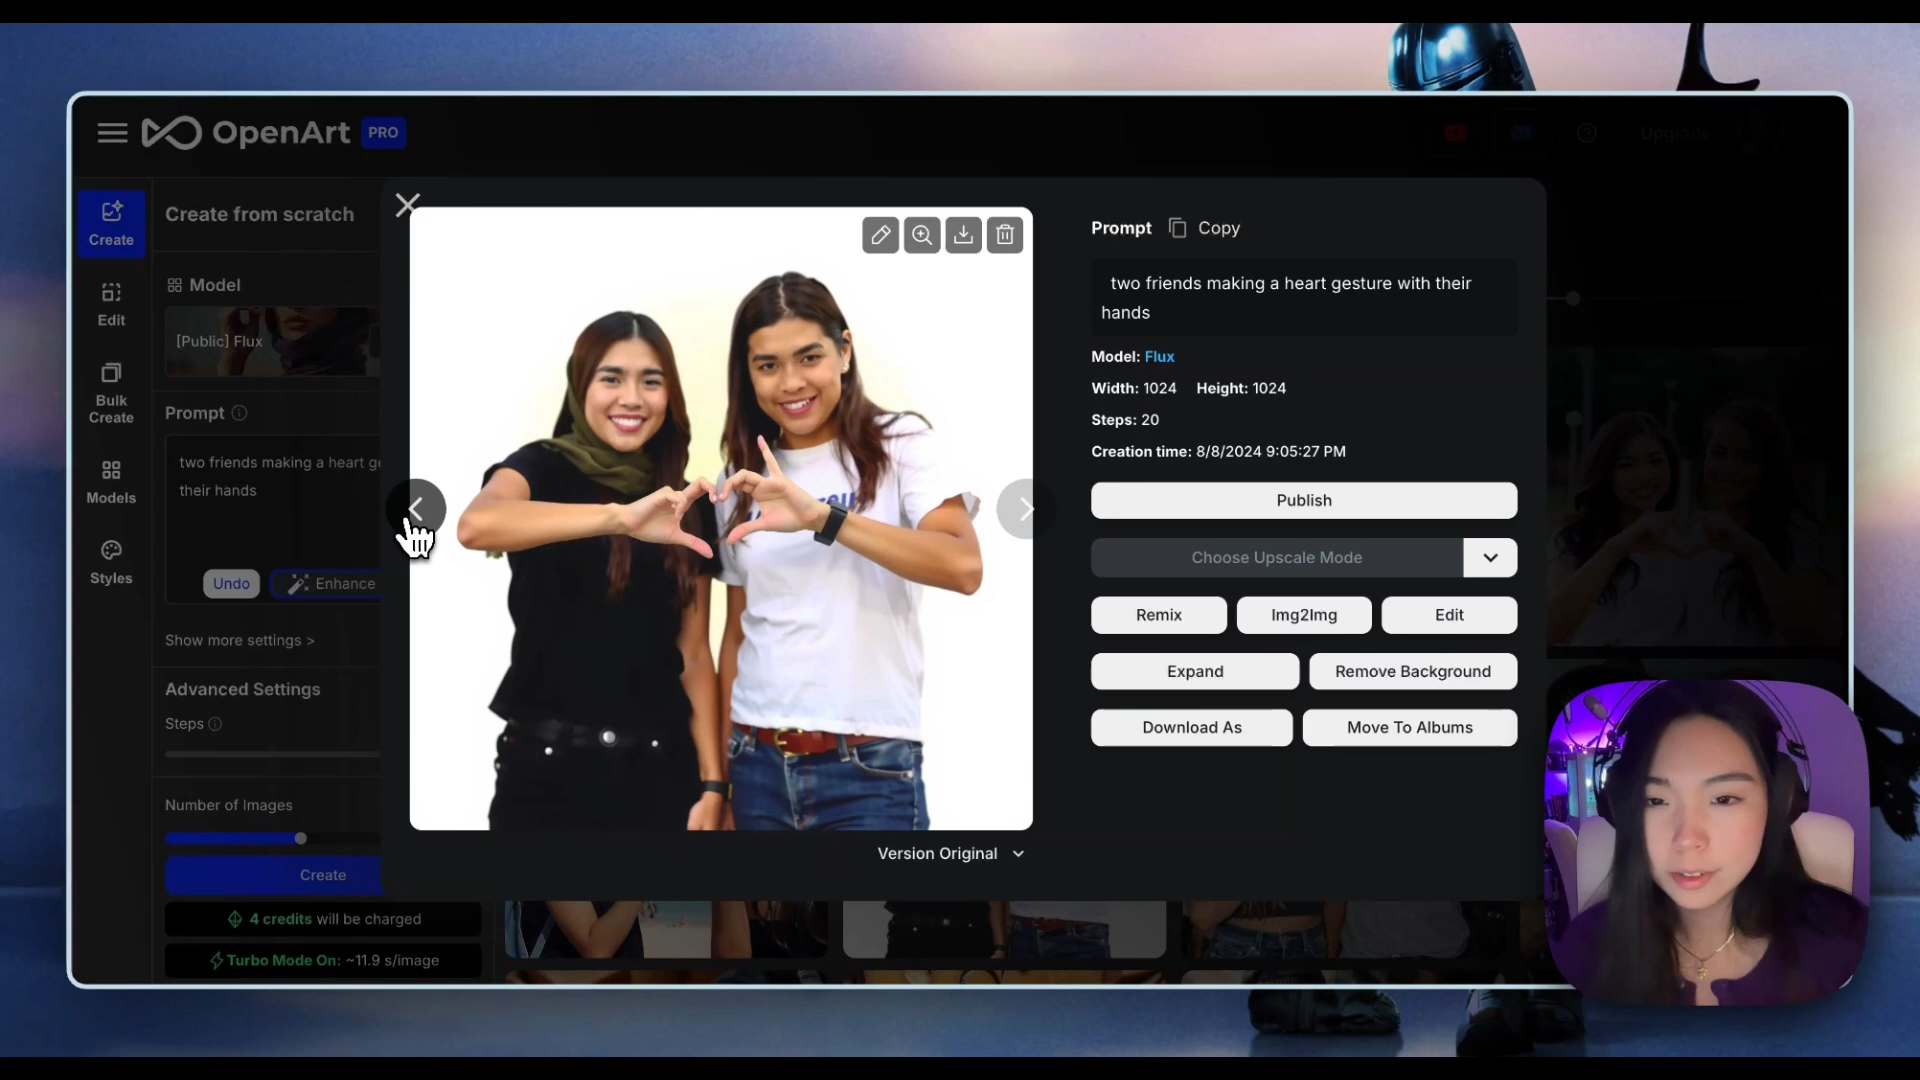 OpenArt PRO
Upgrade
Create
Edit
Bulk
Create
Models
Styles
Create from scratch
Model
[Public] Flux
Prompt
two friends making a heart
their hands
Undo
Enhance
Show more settings >
Advanced Settings
Steps
Number of Images
Create
4 credits will be charged
Turbo Mode On: ~11.9 s/image
Version Original
Prompt Copy
two friends making a heart gesture with their
hands
Model: Flux
Width: 1024 Height: 1024
Steps: 20
Creation time: 8/8/2024 9:05:27 PM
Publish
Choose Upscale Mode
Remix
Img2Img
Edit
Expand
Remove Background
Download As
Move To Albums